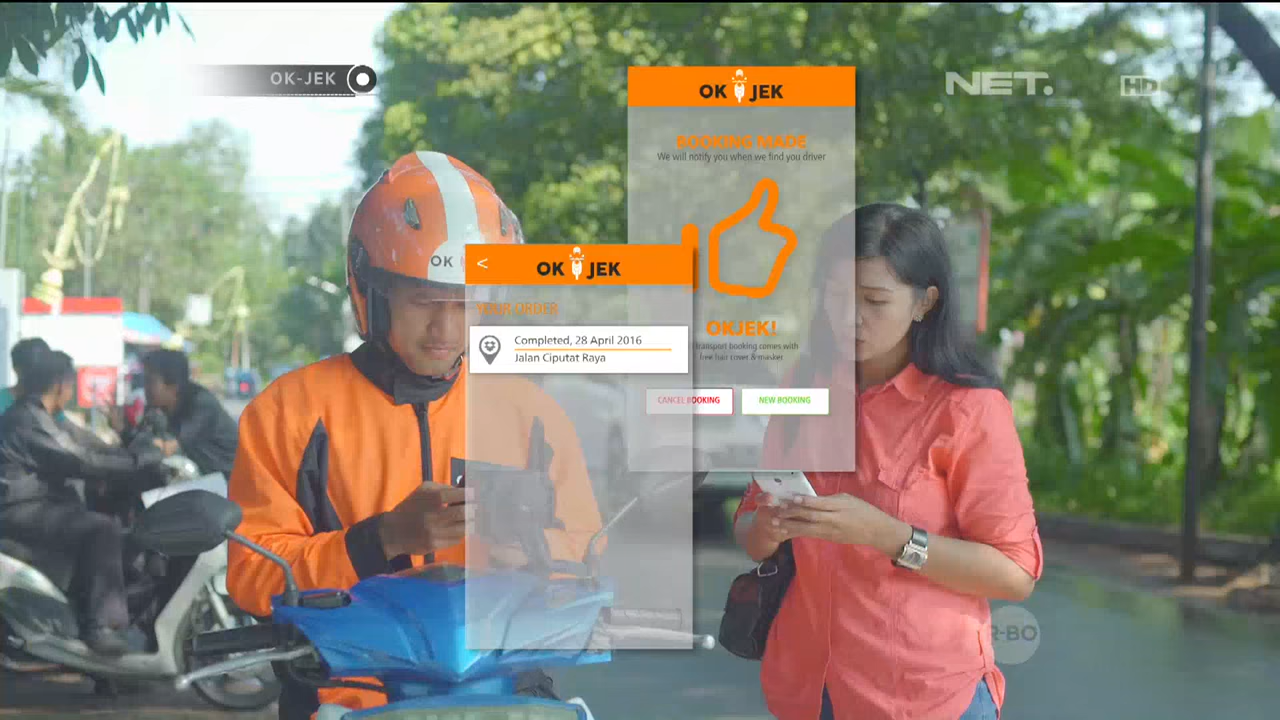 OK-JEK
NET.
HD
OK JEK
BOOKING MADE
We will notify you when we find you driver
OKJEK!
transport booking comes with
free hair cover & masker
CANCEL BOOKING
NEW BOOKING
OK
< OK JEK
YOUR ORDER
Completed, 28 April 2016
Jalan Ciputat Raya
R-BO